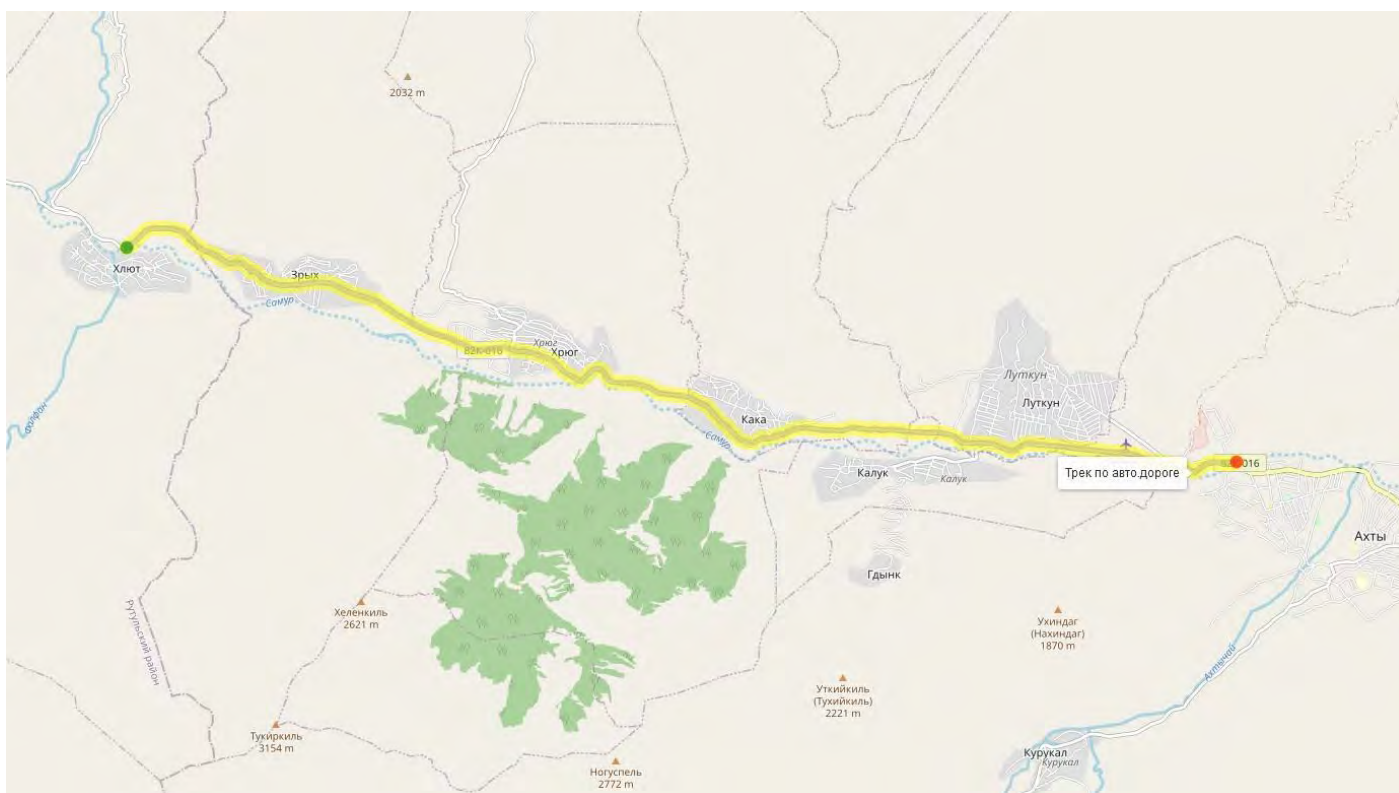 2032 m
Хлют
Зрых
Самур
82К-016
Хрюг
Хрюг
Луткун
Луткун
Кака
Самур
Трек по авто.дороге
016
Калук
Калук
Ахты
Гдынк
Хеленкиль
2621 m
Рутульский район
Ухиндаг
(Нахиндаг)
1870 m
Ахтычай
Уткийкиль
(Тухийкиль)
2221 m
Тукиркиль
3154 m
Ногуспель
2772 m
Курукал
Курукал